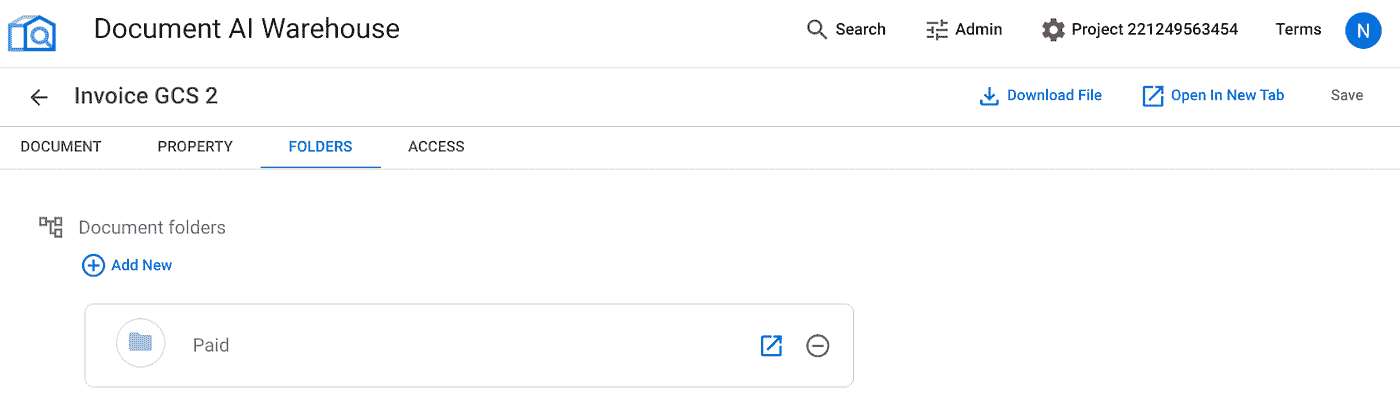 Document AI Warehouse Search Admin Project 221249563454 Terms N
Invoice GCS 2 Download File Open In New Tab Save
DOCUMENT PROPERTY FOLDERS ACCESS
Document folders
Add New
Paid